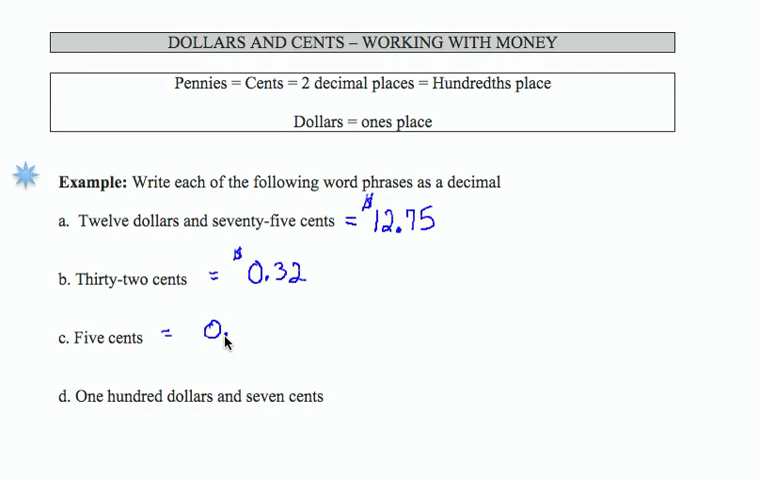 DOLLARS AND CENTS – WORKING WITH MONEY
Pennies = Cents = 2 decimal places = Hundredths place
Dollars = ones place
Example: Write each of the following word phrases as a decimal
a. Twelve dollars and seventy-five cents = $12.75
b. Thirty-two cents = $0.32
c. Five cents = 0.
d. One hundred dollars and seven cents